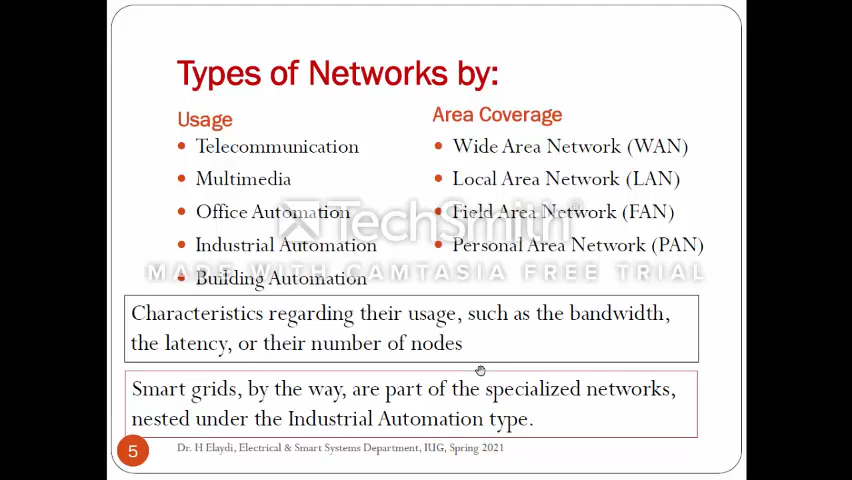 Types of Networks by:
Usage
Telecommunication
Multimedia
Office Automation
Industrial Automation
Building Automation
Area Coverage
Wide Area Network (WAN)
Local Area Network (LAN)
Field Area Network (FAN)
Personal Area Network (PAN)
TechSmith®
MADE WITH CAMTASIA FREE TRIAL
Characteristics regarding their usage, such as the bandwidth,
the latency, or their number of nodes
Smart grids, by the way, are part of the specialized networks,
nested under the Industrial Automation type.
5
Dr. H Elaydi, Electrical & Smart Systems Department, IUG, Spring 2021